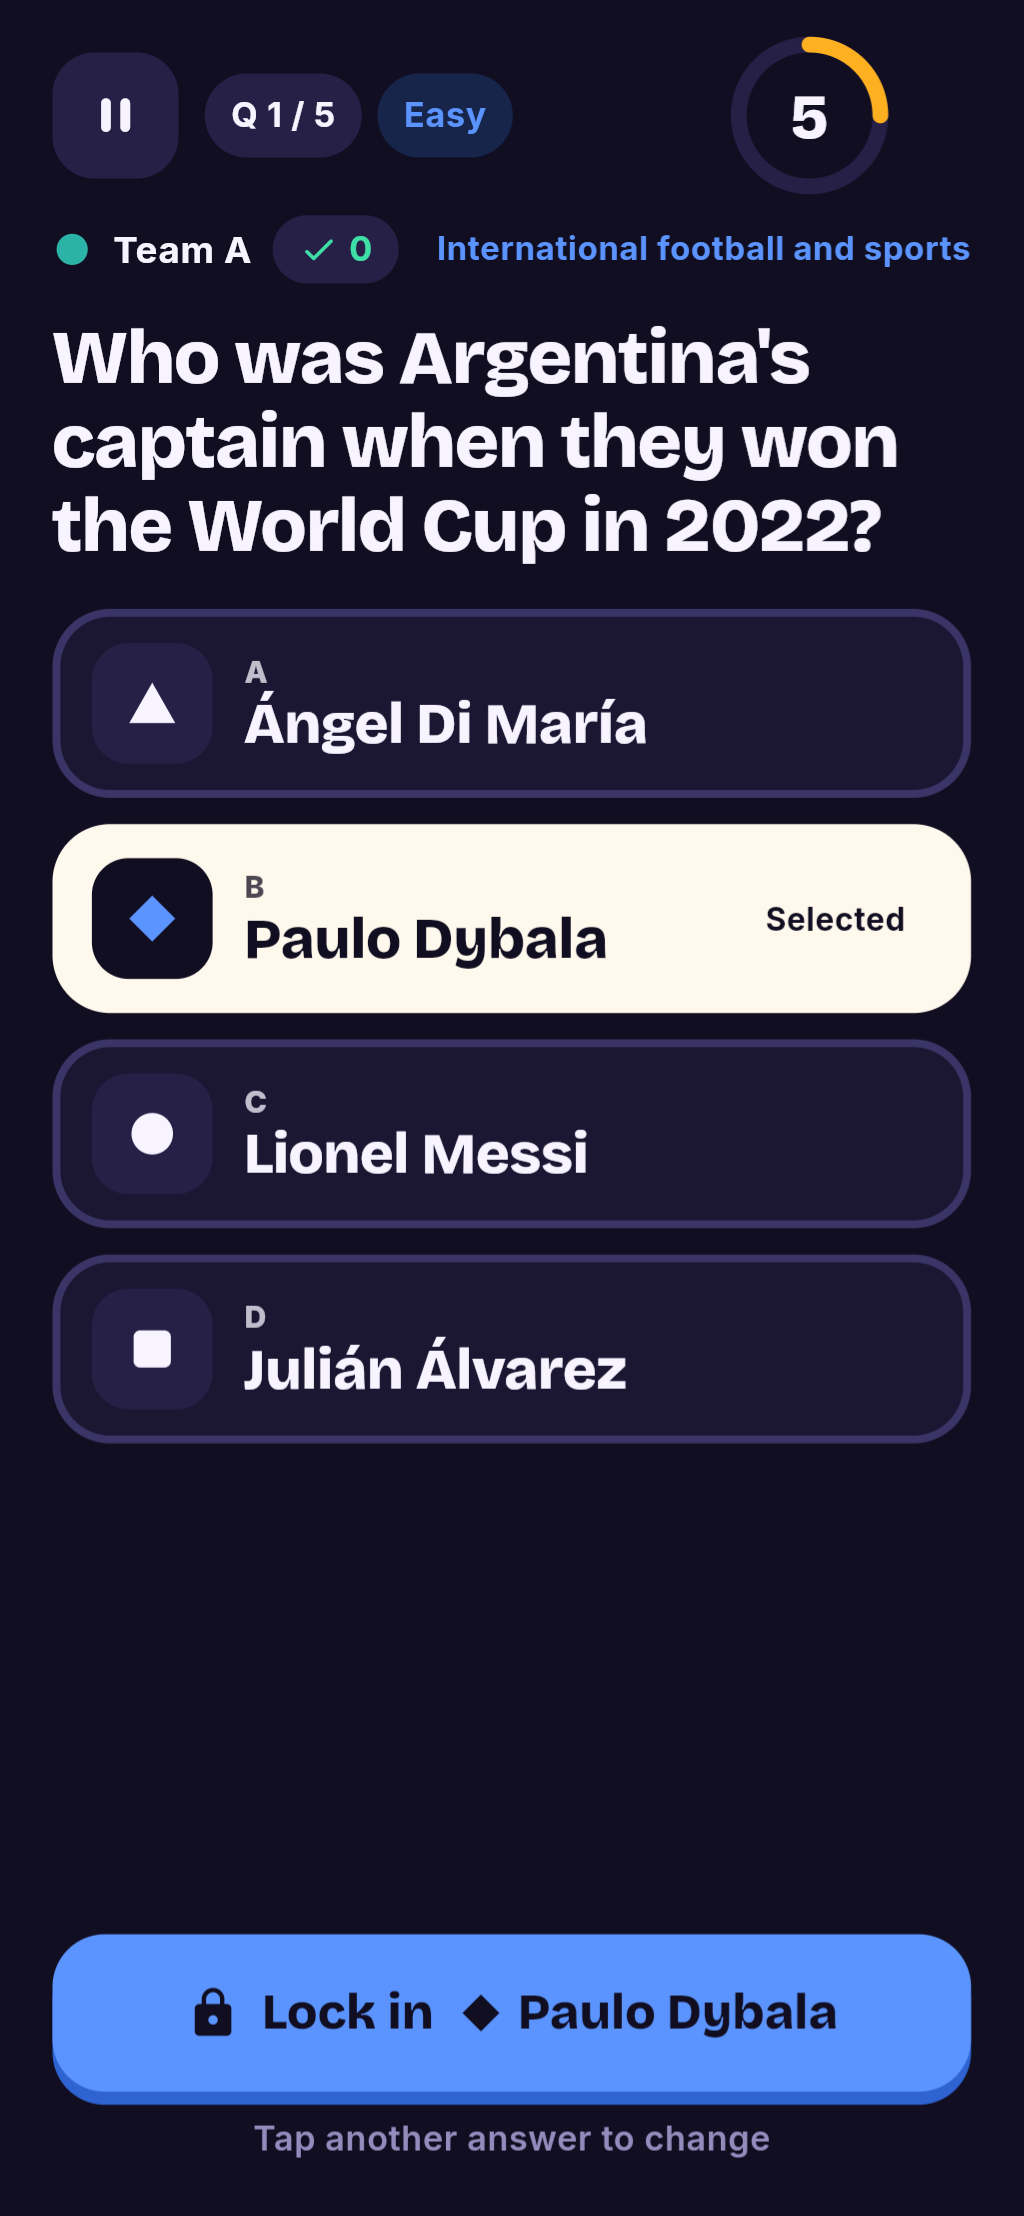 Q 1 / 5
Easy
5
Team A
0
International football and sports
Who was Argentina's
captain when they won
the World Cup in 2022?
A
Ángel Di María
B
Paulo Dybala
Selected
C
Lionel Messi
D
Julián Álvarez
Lock in ◆ Paulo Dybala
Tap another answer to change